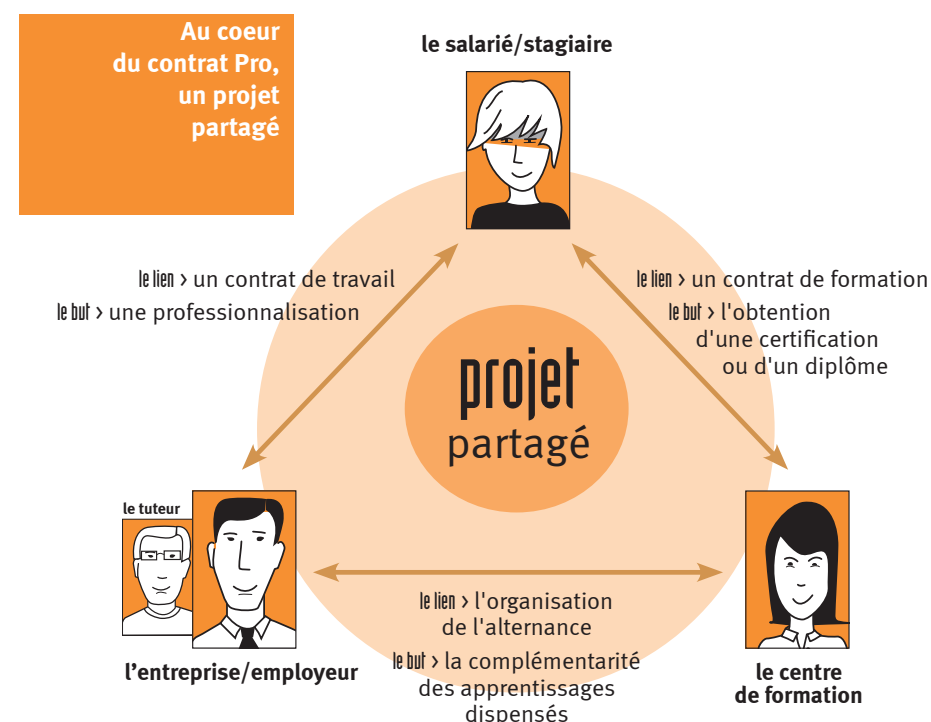 Au coeur
du contrat Pro,
un projet
partagé
le salarié/stagiaire
le lien > un contrat de travail
le but > une professionnalisation
le lien > un contrat de formation
le but > l'obtention
d'une certification
ou d'un diplôme
projet
partagé
le tuteur
l’entreprise/employeur
le lien > l'organisation
de l'alternance
le but > la complémentarité
des apprentissages
dispensés
le centre
de formation